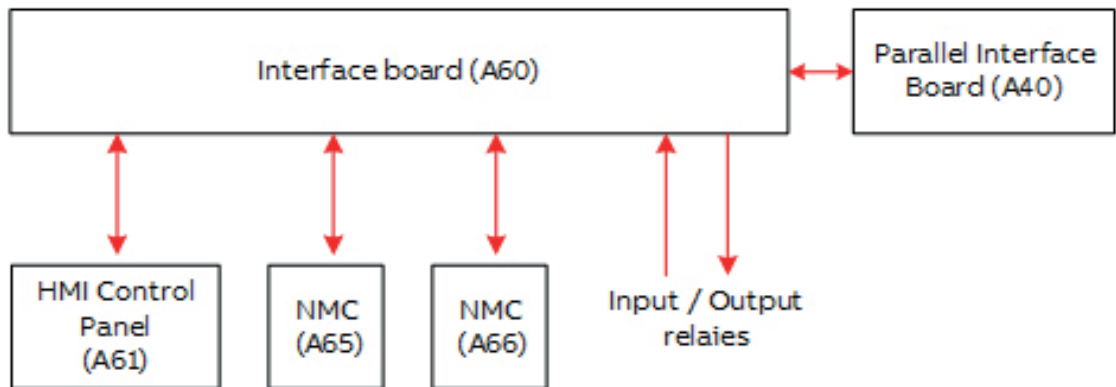 Interface board (A60)
Parallel Interface
Board (A40)
HMI Control
Panel
(A61)
NMC
(A65)
NMC
(A66)
Input / Output
relaies